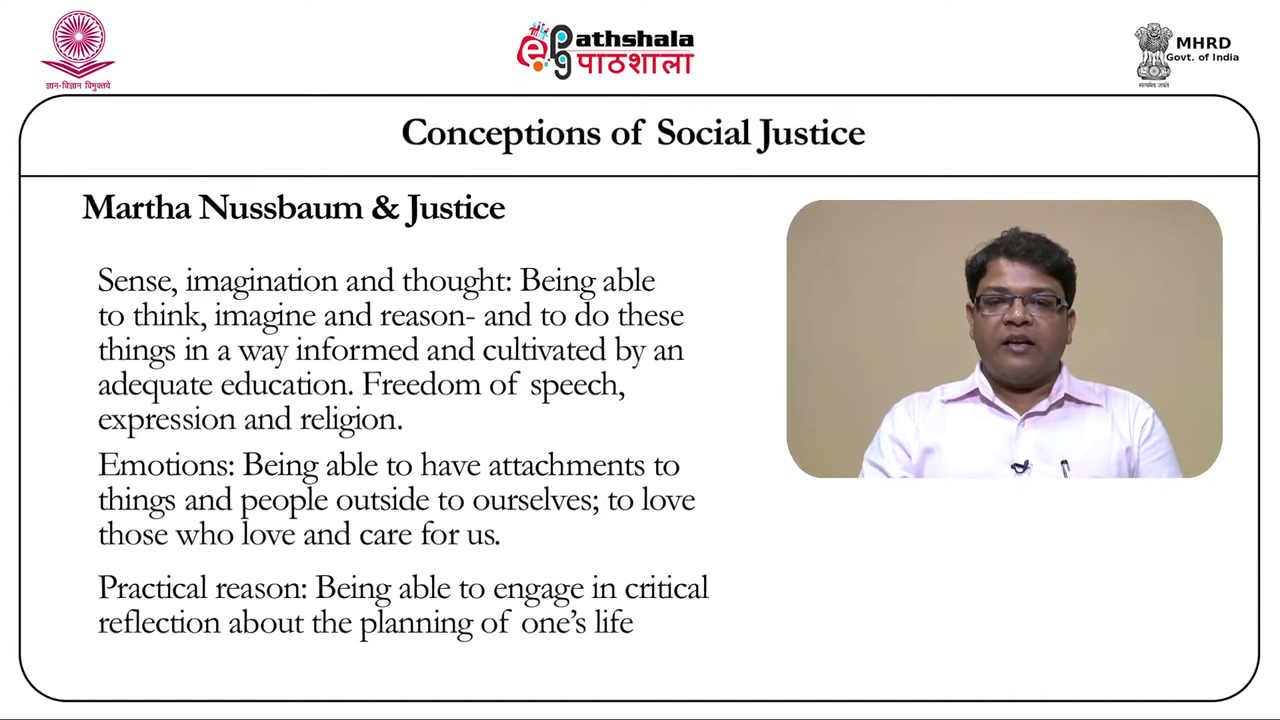 ज्ञान-विज्ञान विमुक्तये
e pg athshala
पाठशाला
MHRD
Govt. of India
सत्यमेव जयते
Conceptions of Social Justice
Martha Nussbaum & Justice
Sense, imagination and thought: Being able
to think, imagine and reason- and to do these
things in a way informed and cultivated by an
adequate education. Freedom of speech,
expression and religion.
Emotions: Being able to have attachments to
things and people outside to ourselves; to love
those who love and care for us.
Practical reason: Being able to engage in critical
reflection about the planning of one’s life